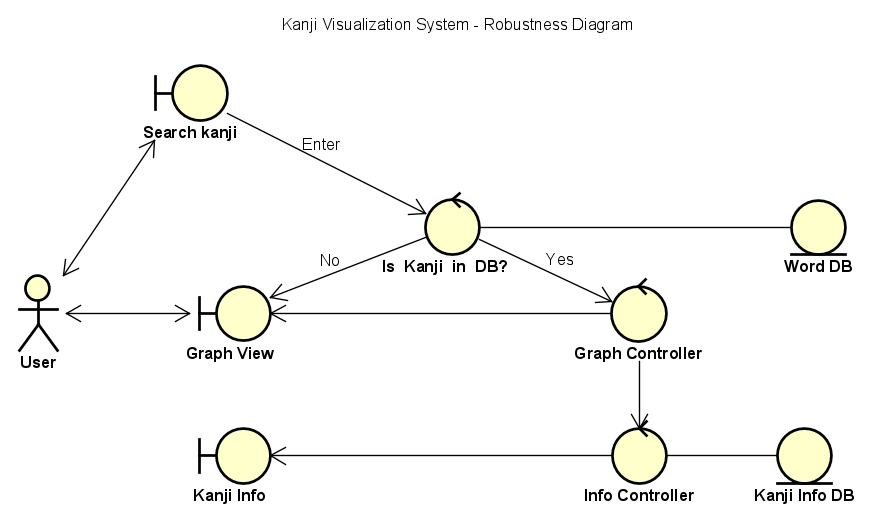 Kanji Visualization System - Robustness Diagram
Search kanji
Enter
Is Kanji in DB?
Word DB
No
Yes
User
Graph View
Graph Controller
Kanji Info
Info Controller
Kanji Info DB